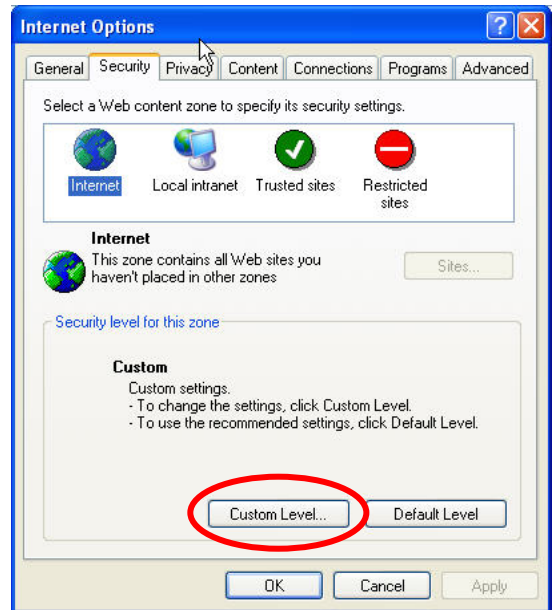 Internet Options
General Security Privacy Content Connections Programs Advanced
Select a Web content zone to specify its security settings.
Internet Local intranet Trusted sites Restricted
sites
Internet
This zone contains all Web sites you
haven't placed in other zones
Sites...
Security level for this zone
Custom
Custom settings.
- To change the settings, click Custom Level.
- To use the recommended settings, click Default Level.
Custom Level... Default Level
OK Cancel Apply